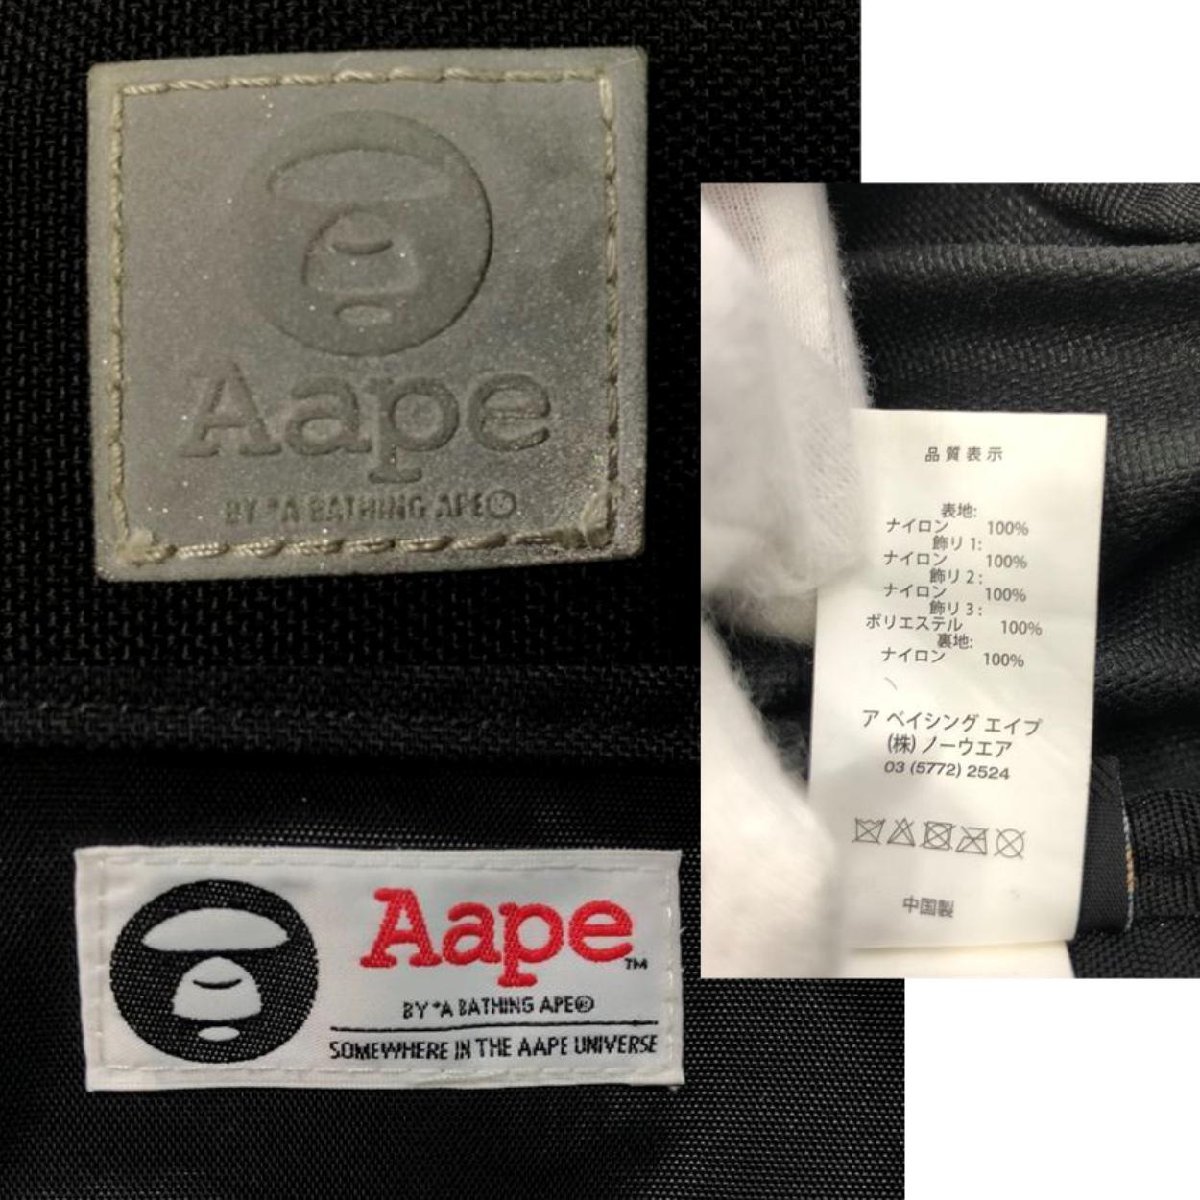 Aape
BY *A BATHING APE®
品質表示
表地:
ナイロン 100%
飾り 1:
ナイロン 100%
飾り 2:
ナイロン 100%
飾り 3:
ポリエステル 100%
裏地:
ナイロン 100%
ア ベイシング エイプ
(株) ノーウエア
03 (5772) 2524
中国製
Aape™
BY *A BATHING APE®
SOMEWHERE IN THE AAPE UNIVERSE